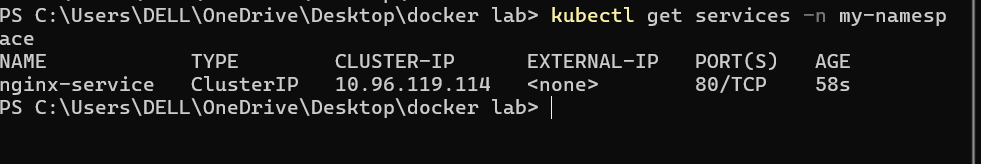 PS C:\Users\DELL\OneDrive\Desktop\docker lab> kubectl get services -n my-namesp
ace
NAME TYPE CLUSTER-IP EXTERNAL-IP PORT(S) AGE
nginx-service ClusterIP 10.96.119.114 <none> 80/TCP 58s
PS C:\Users\DELL\OneDrive\Desktop\docker lab>